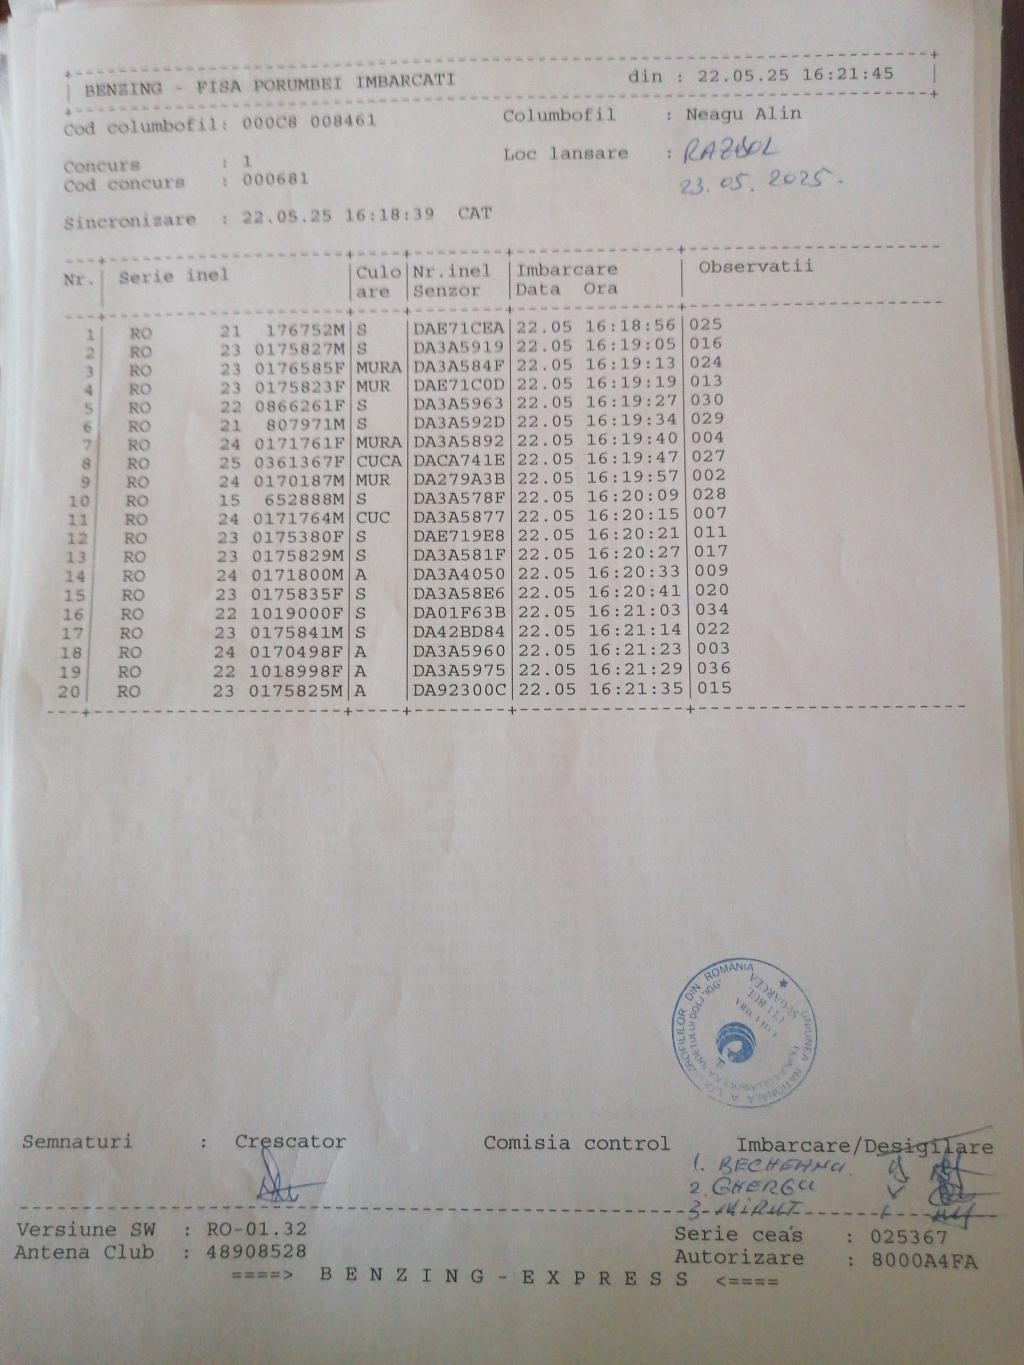 BENZING - FISA PORUMBEI IMBARCATI din : 22.05.25 16:21:45
Cod columbofil: 000C8 008461 Columbofil : Neagu Alin
Concurs : 1 Loc lansare : RAZBOL
Cod concurs : 000681 23.05.2025.
Sincronizare : 22.05.25 16:18:39 CAT
Nr. Serie inel Culo Nr.inel Imbarcare Observatii
are Senzor Data Ora
1 RO 21 176752M S DAE71CEA 22.05 16:18:56 025
2 RO 23 0175827M S DA3A5919 22.05 16:19:05 016
3 RO 23 0176585F MURA DA3A584F 22.05 16:19:13 024
4 RO 23 0175823F MUR DAE71C0D 22.05 16:19:19 013
5 RO 22 0866261F S DA3A5963 22.05 16:19:27 030
6 RO 21 807971M S DA3A592D 22.05 16:19:34 029
7 RO 24 0171761F MURA DA3A5892 22.05 16:19:40 004
8 RO 25 0361367F CUCA DACA741E 22.05 16:19:47 027
9 RO 24 0170187M MUR DA279A3B 22.05 16:19:57 002
10 RO 15 652888M S DA3A578F 22.05 16:20:09 028
11 RO 24 0171764M CUC DA3A5877 22.05 16:20:15 007
12 RO 23 0175380F S DAE719E8 22.05 16:20:21 011
13 RO 23 0175829M S DA3A581F 22.05 16:20:27 017
14 RO 24 0171800M A DA3A4050 22.05 16:20:33 009
15 RO 23 0175835F S DA3A58E6 22.05 16:20:41 020
16 RO 22 1019000F S DA01F63B 22.05 16:21:03 034
17 RO 23 0175841M S DA42BD84 22.05 16:21:14 022
18 RO 24 0170498F A DA3A5960 22.05 16:21:23 003
19 RO 22 1018998F A DA3A5975 22.05 16:21:29 036
20 RO 23 0175825M A DA92300C 22.05 16:21:35 015
UNIUNEA NATIONALA A DIN ROMANIA
CLUBUL
SEGARCEA
Semnaturi : Crescator Comisia control Imbarcare/Desigilare
1.
2. GHERGU
3.
Versiune SW : RO-01.32 Serie ceas : 025367
Antena Club : 48908528 Autorizare : 8000A4FA
====> B E N Z I N G - E X P R E S S <====